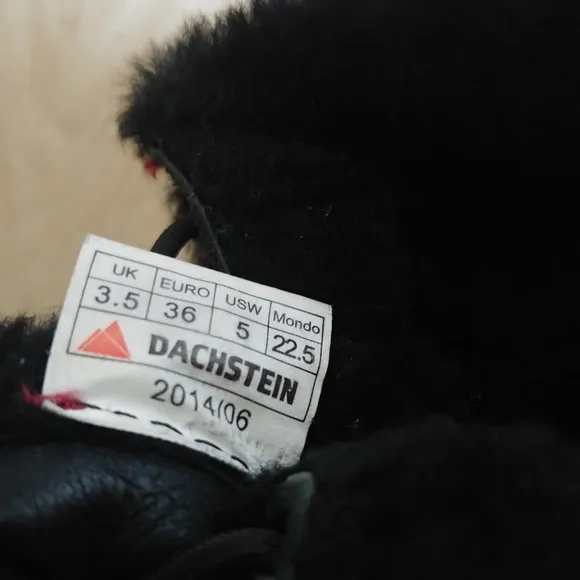 UK EURO USW Mondo
3.5 36 5 22.5
DACHSTEIN
2014/06